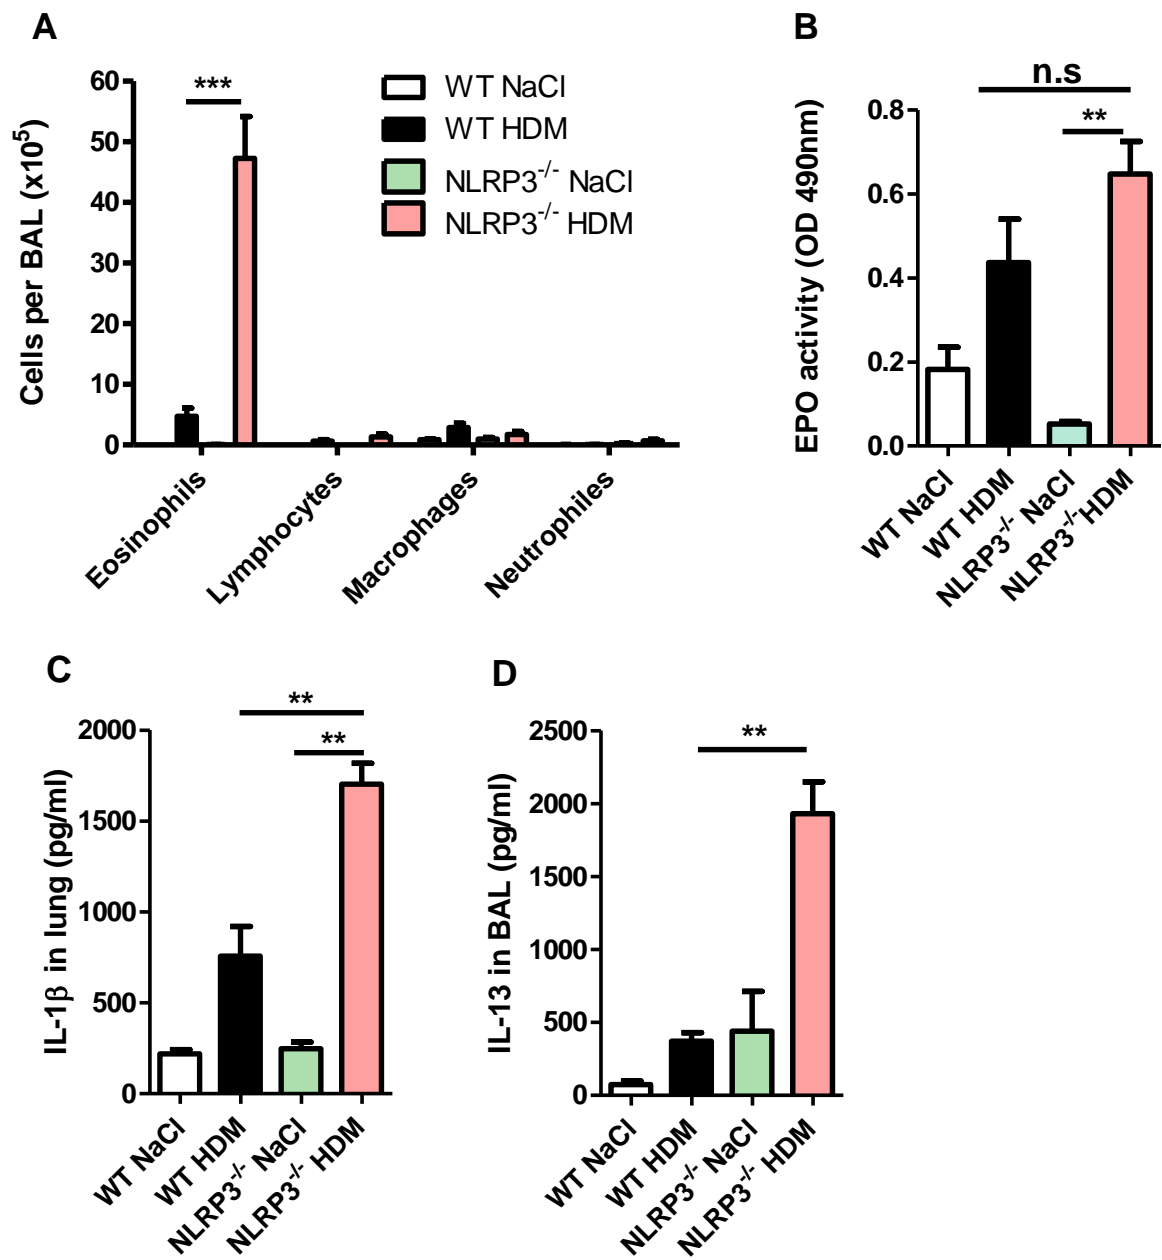 A
Cells per BAL (x10⁵)
60
50
40
30
20
10
0
***
WT NaCl
WT HDM
NLRP3⁻/⁻ NaCl
NLRP3⁻/⁻ HDM
Eosinophils
Lymphocytes
Macrophages
Neutrophiles
B
EPO activity (OD 490nm)
0.8
0.6
0.4
0.2
0.0
n.s
**
WT NaCl
WT HDM
NLRP3⁻/⁻ NaCl
NLRP3⁻/⁻HDM
C
IL-1β in lung (pg/ml)
2000
1500
1000
500
0
**
**
WT NaCl
WT HDM
NLRP3⁻/⁻ NaCl
NLRP3⁻/⁻ HDM
D
IL-13 in BAL (pg/ml)
2500
2000
1500
1000
500
0
**
WT NaCl
WT HDM
NLRP3⁻/⁻ NaCl
NLRP3⁻/⁻ HDM